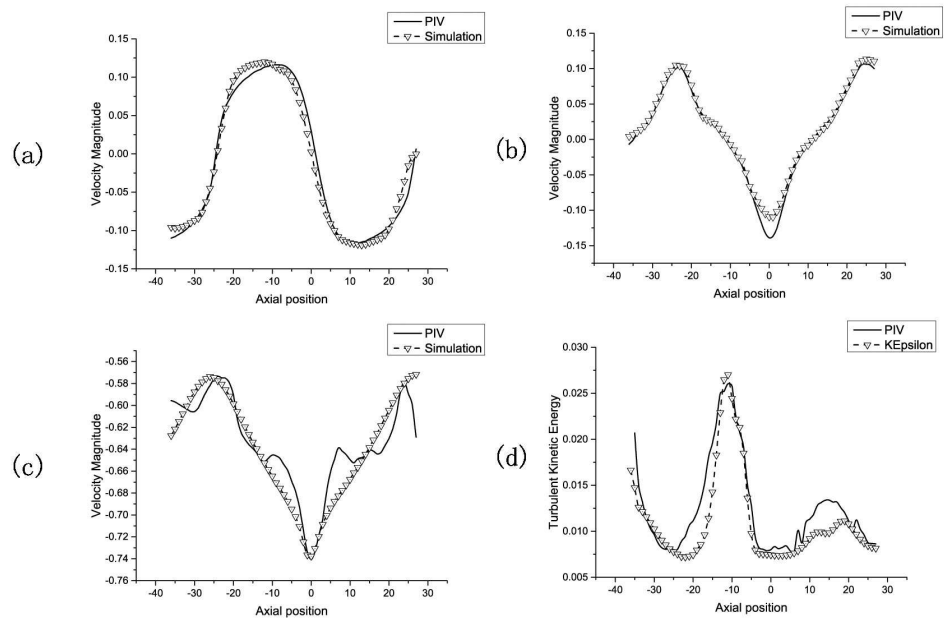 (a)
PIV
Simulation
Velocity Magnitude
0.15
0.10
0.05
0.00
-0.05
-0.10
-0.15
-40 -30 -20 -10 0 10 20 30
Axial position
(b)
PIV
Simulation
Velocity Magnitude
0.10
0.05
0.00
-0.05
-0.10
-0.15
-40 -30 -20 -10 0 10 20 30
Axial position
(c)
PIV
Simulation
Velocity Magnitude
-0.56
-0.58
-0.60
-0.62
-0.64
-0.66
-0.68
-0.70
-0.72
-0.74
-0.76
-40 -30 -20 -10 0 10 20 30
Axial position
(d)
PIV
KEpsilon
Turbulent Kinetic Energy
0.030
0.025
0.020
0.015
0.010
0.005
-40 -30 -20 -10 0 10 20 30
Axial position